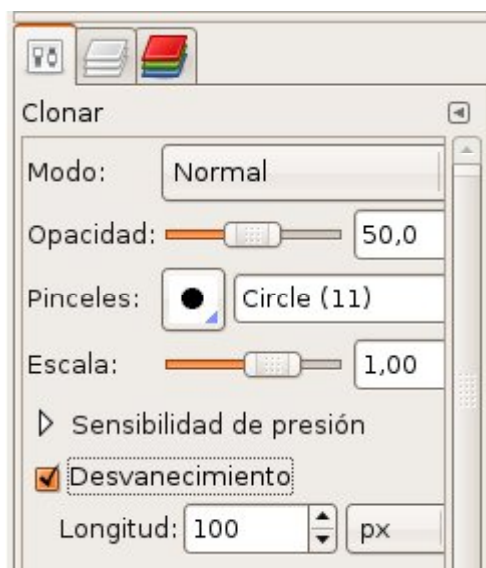 Clonar
Modo: Normal
Opacidad: 50,0
Pinceles: Circle (11)
Escala: 1,00
Sensibilidad de presión
Desvanecimiento
Longitud: 100 px